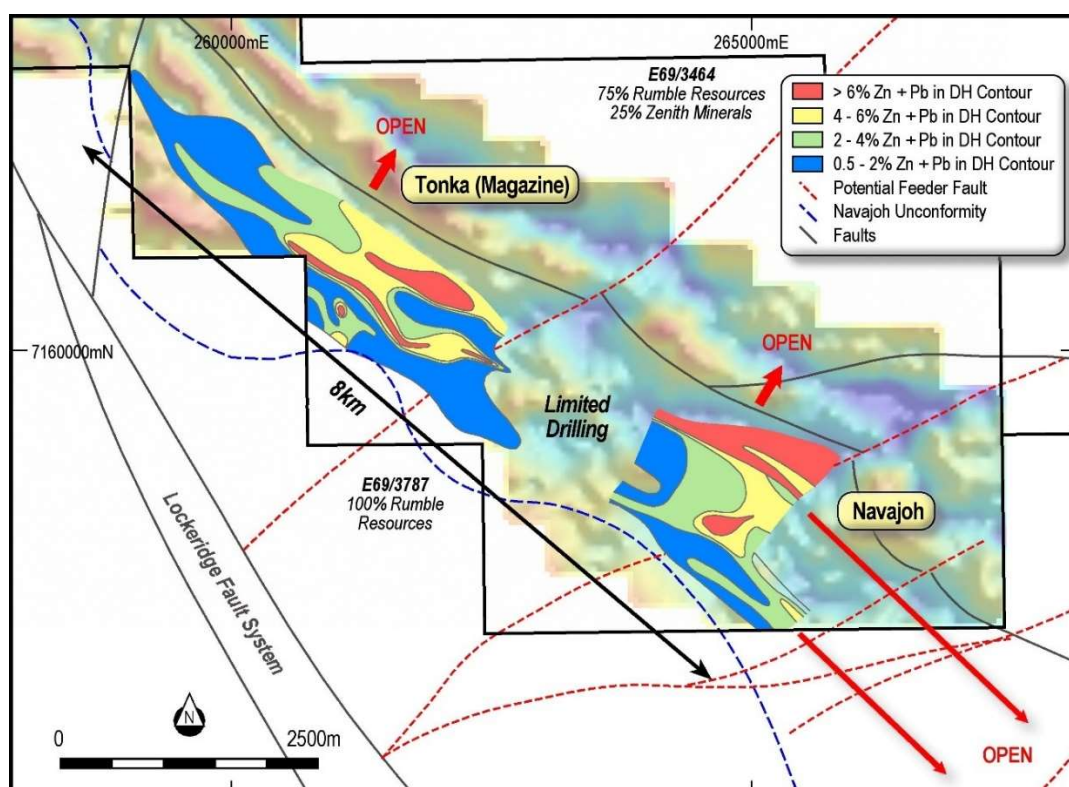 260000mE
265000mE
E69/3464
75% Rumble Resources
25% Zenith Minerals
> 6% Zn + Pb in DH Contour
4 - 6% Zn + Pb in DH Contour
2 - 4% Zn + Pb in DH Contour
0.5 - 2% Zn + Pb in DH Contour
Potential Feeder Fault
Navajoh Unconformity
Faults
OPEN
Tonka (Magazine)
7160000mN
OPEN
8km
Limited
Drilling
E69/3787
100% Rumble
Resources
Navajoh
Lockeridge Fault System
N
0
2500m
OPEN